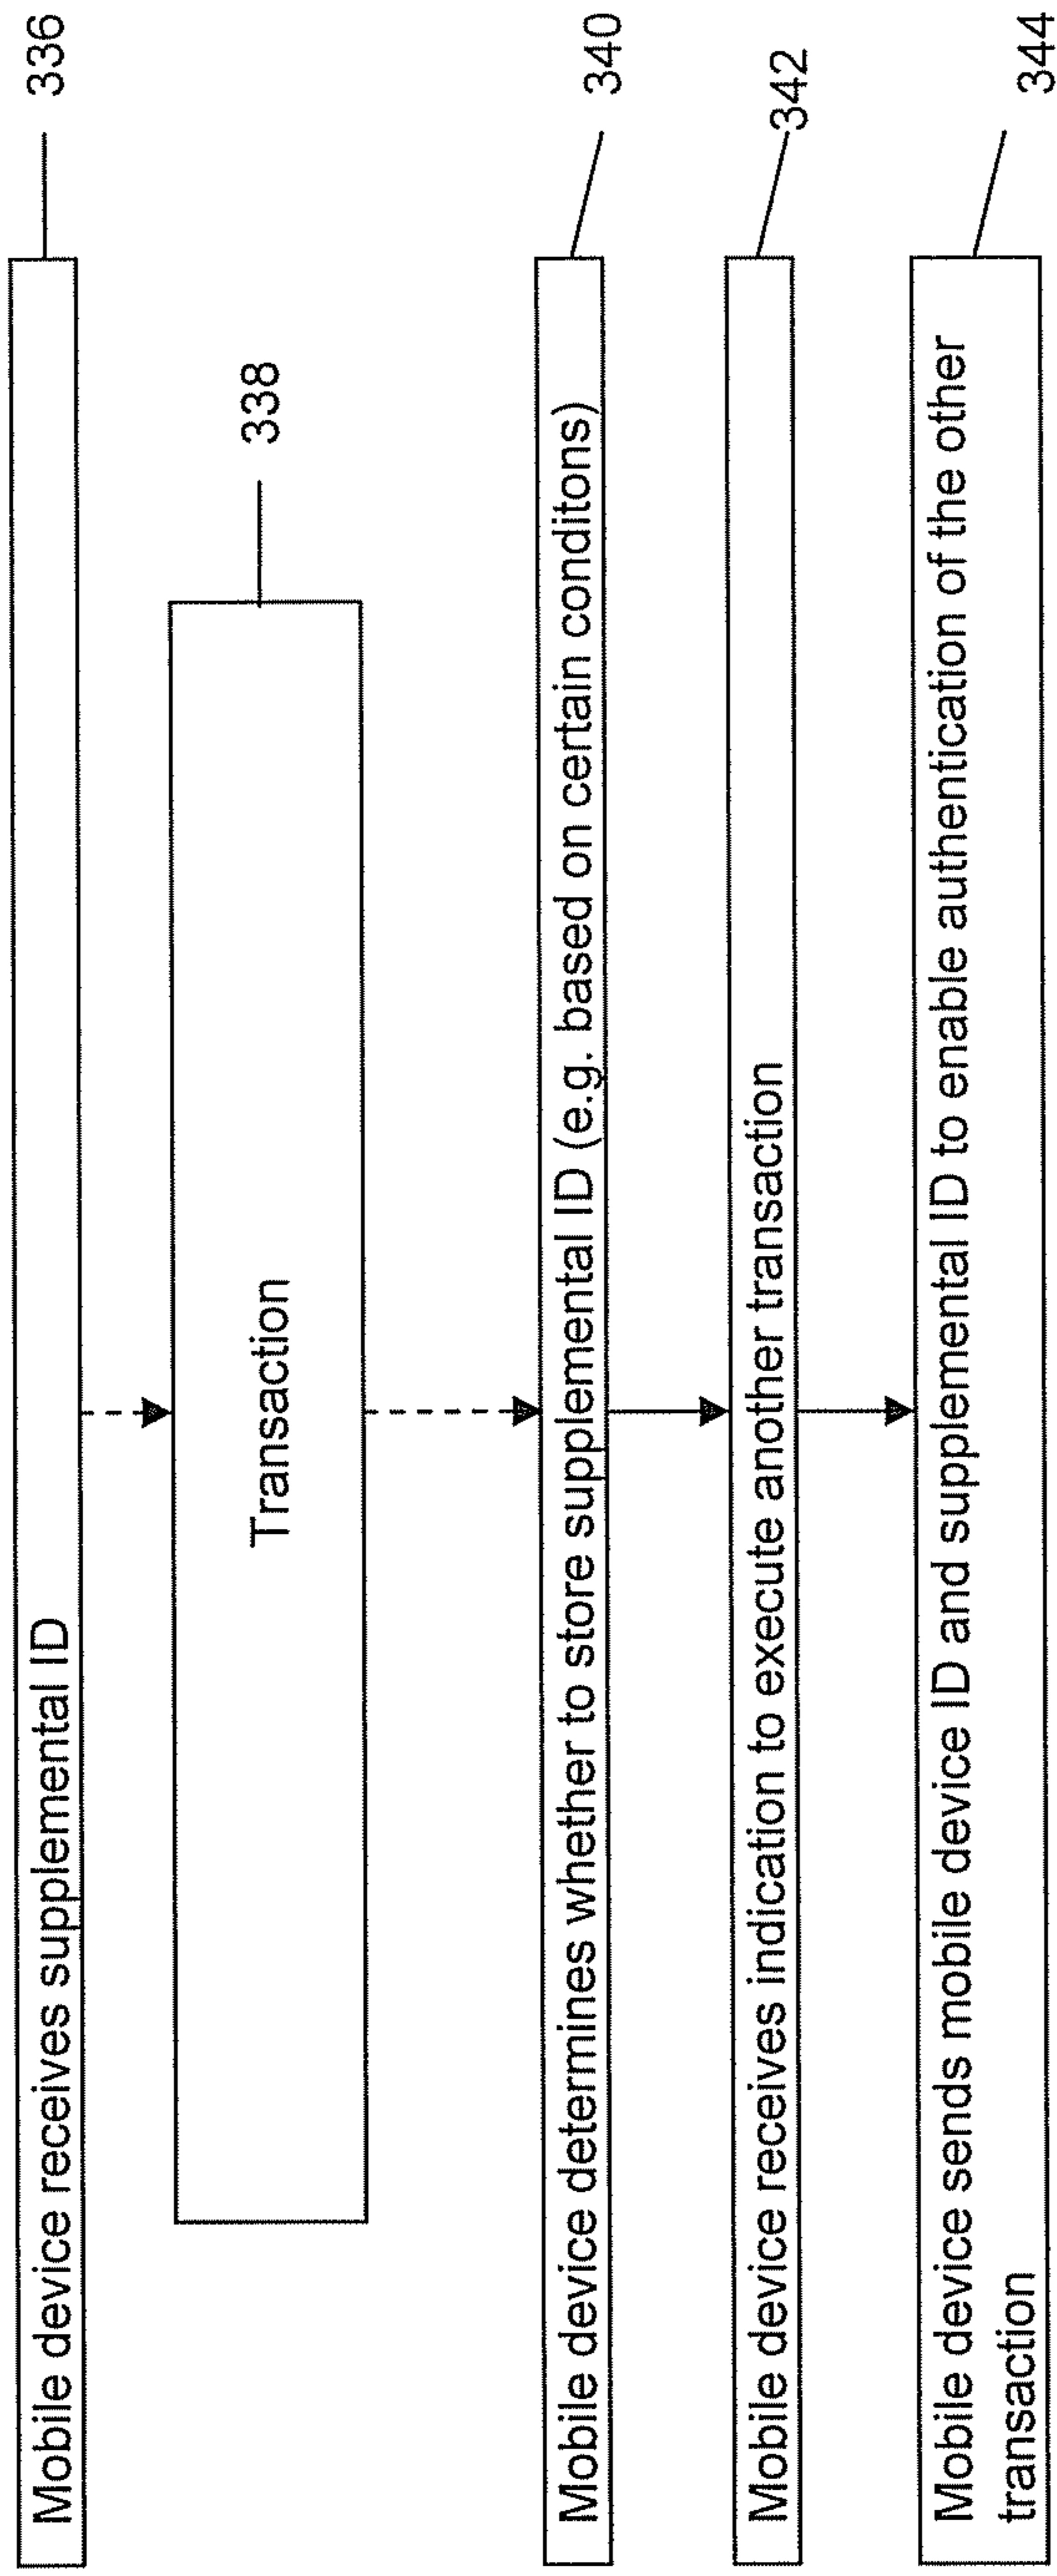 Mobile device receives supplemental ID
336
Transaction
338
Mobile device determines whether to store supplemental ID (e.g. based on certain conditons)
340
Mobile device receives indication to execute another transaction
342
Mobile device sends mobile device ID and supplemental ID to enable authentication of the other
transaction
344